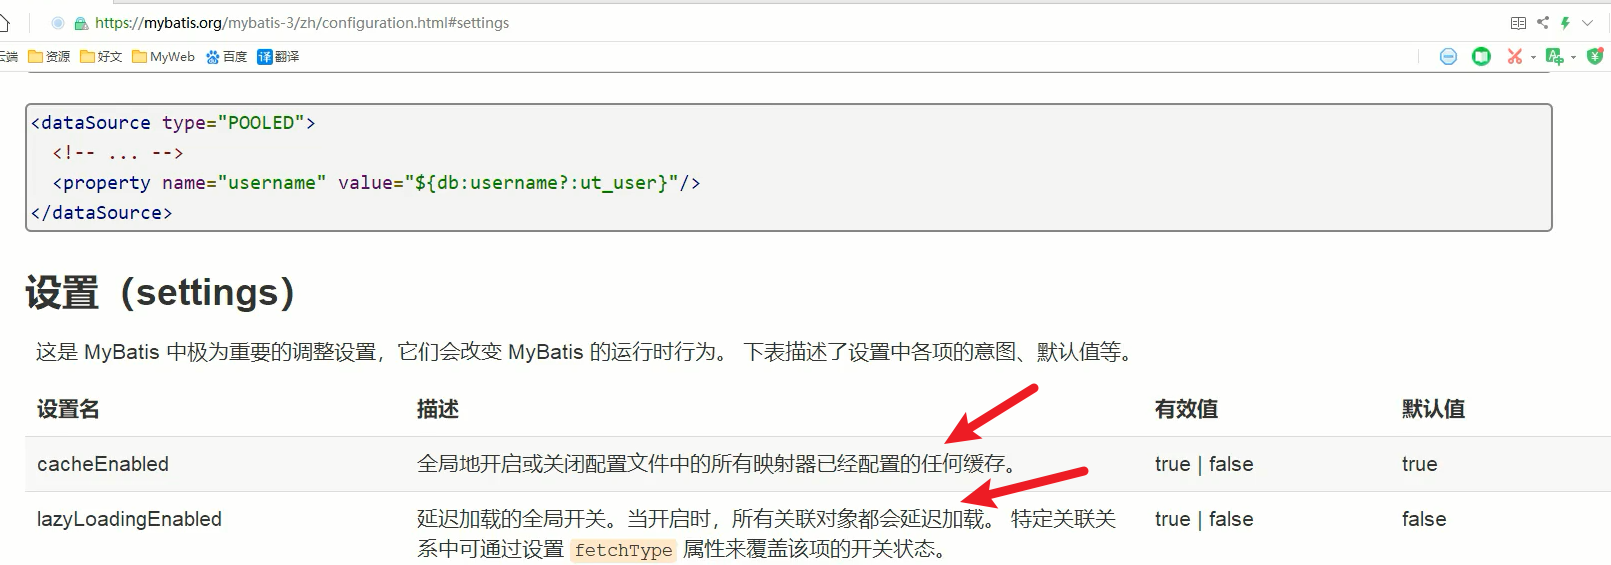 https://mybatis.org/mybatis-3/zh/configuration.html#settings
云端 资源 好文 MyWeb 百度 译 翻译
<dataSource type="POOLED">
<!-- ... -->
<property name="username" value="${db:username?:ut_user}"/>
</dataSource>
设置（settings）
这是 MyBatis 中极为重要的调整设置，它们会改变 MyBatis 的运行时行为。 下表描述了设置中各项的意图、默认值等。
设置名 描述 有效值 默认值
cacheEnabled 全局地开启或关闭配置文件中的所有映射器已经配置的任何缓存。 true | false true
lazyLoadingEnabled 延迟加载的全局开关。当开启时，所有关联对象都会延迟加载。 特定关联关 true | false false
系中可通过设置 fetchType 属性来覆盖该项的开关状态。